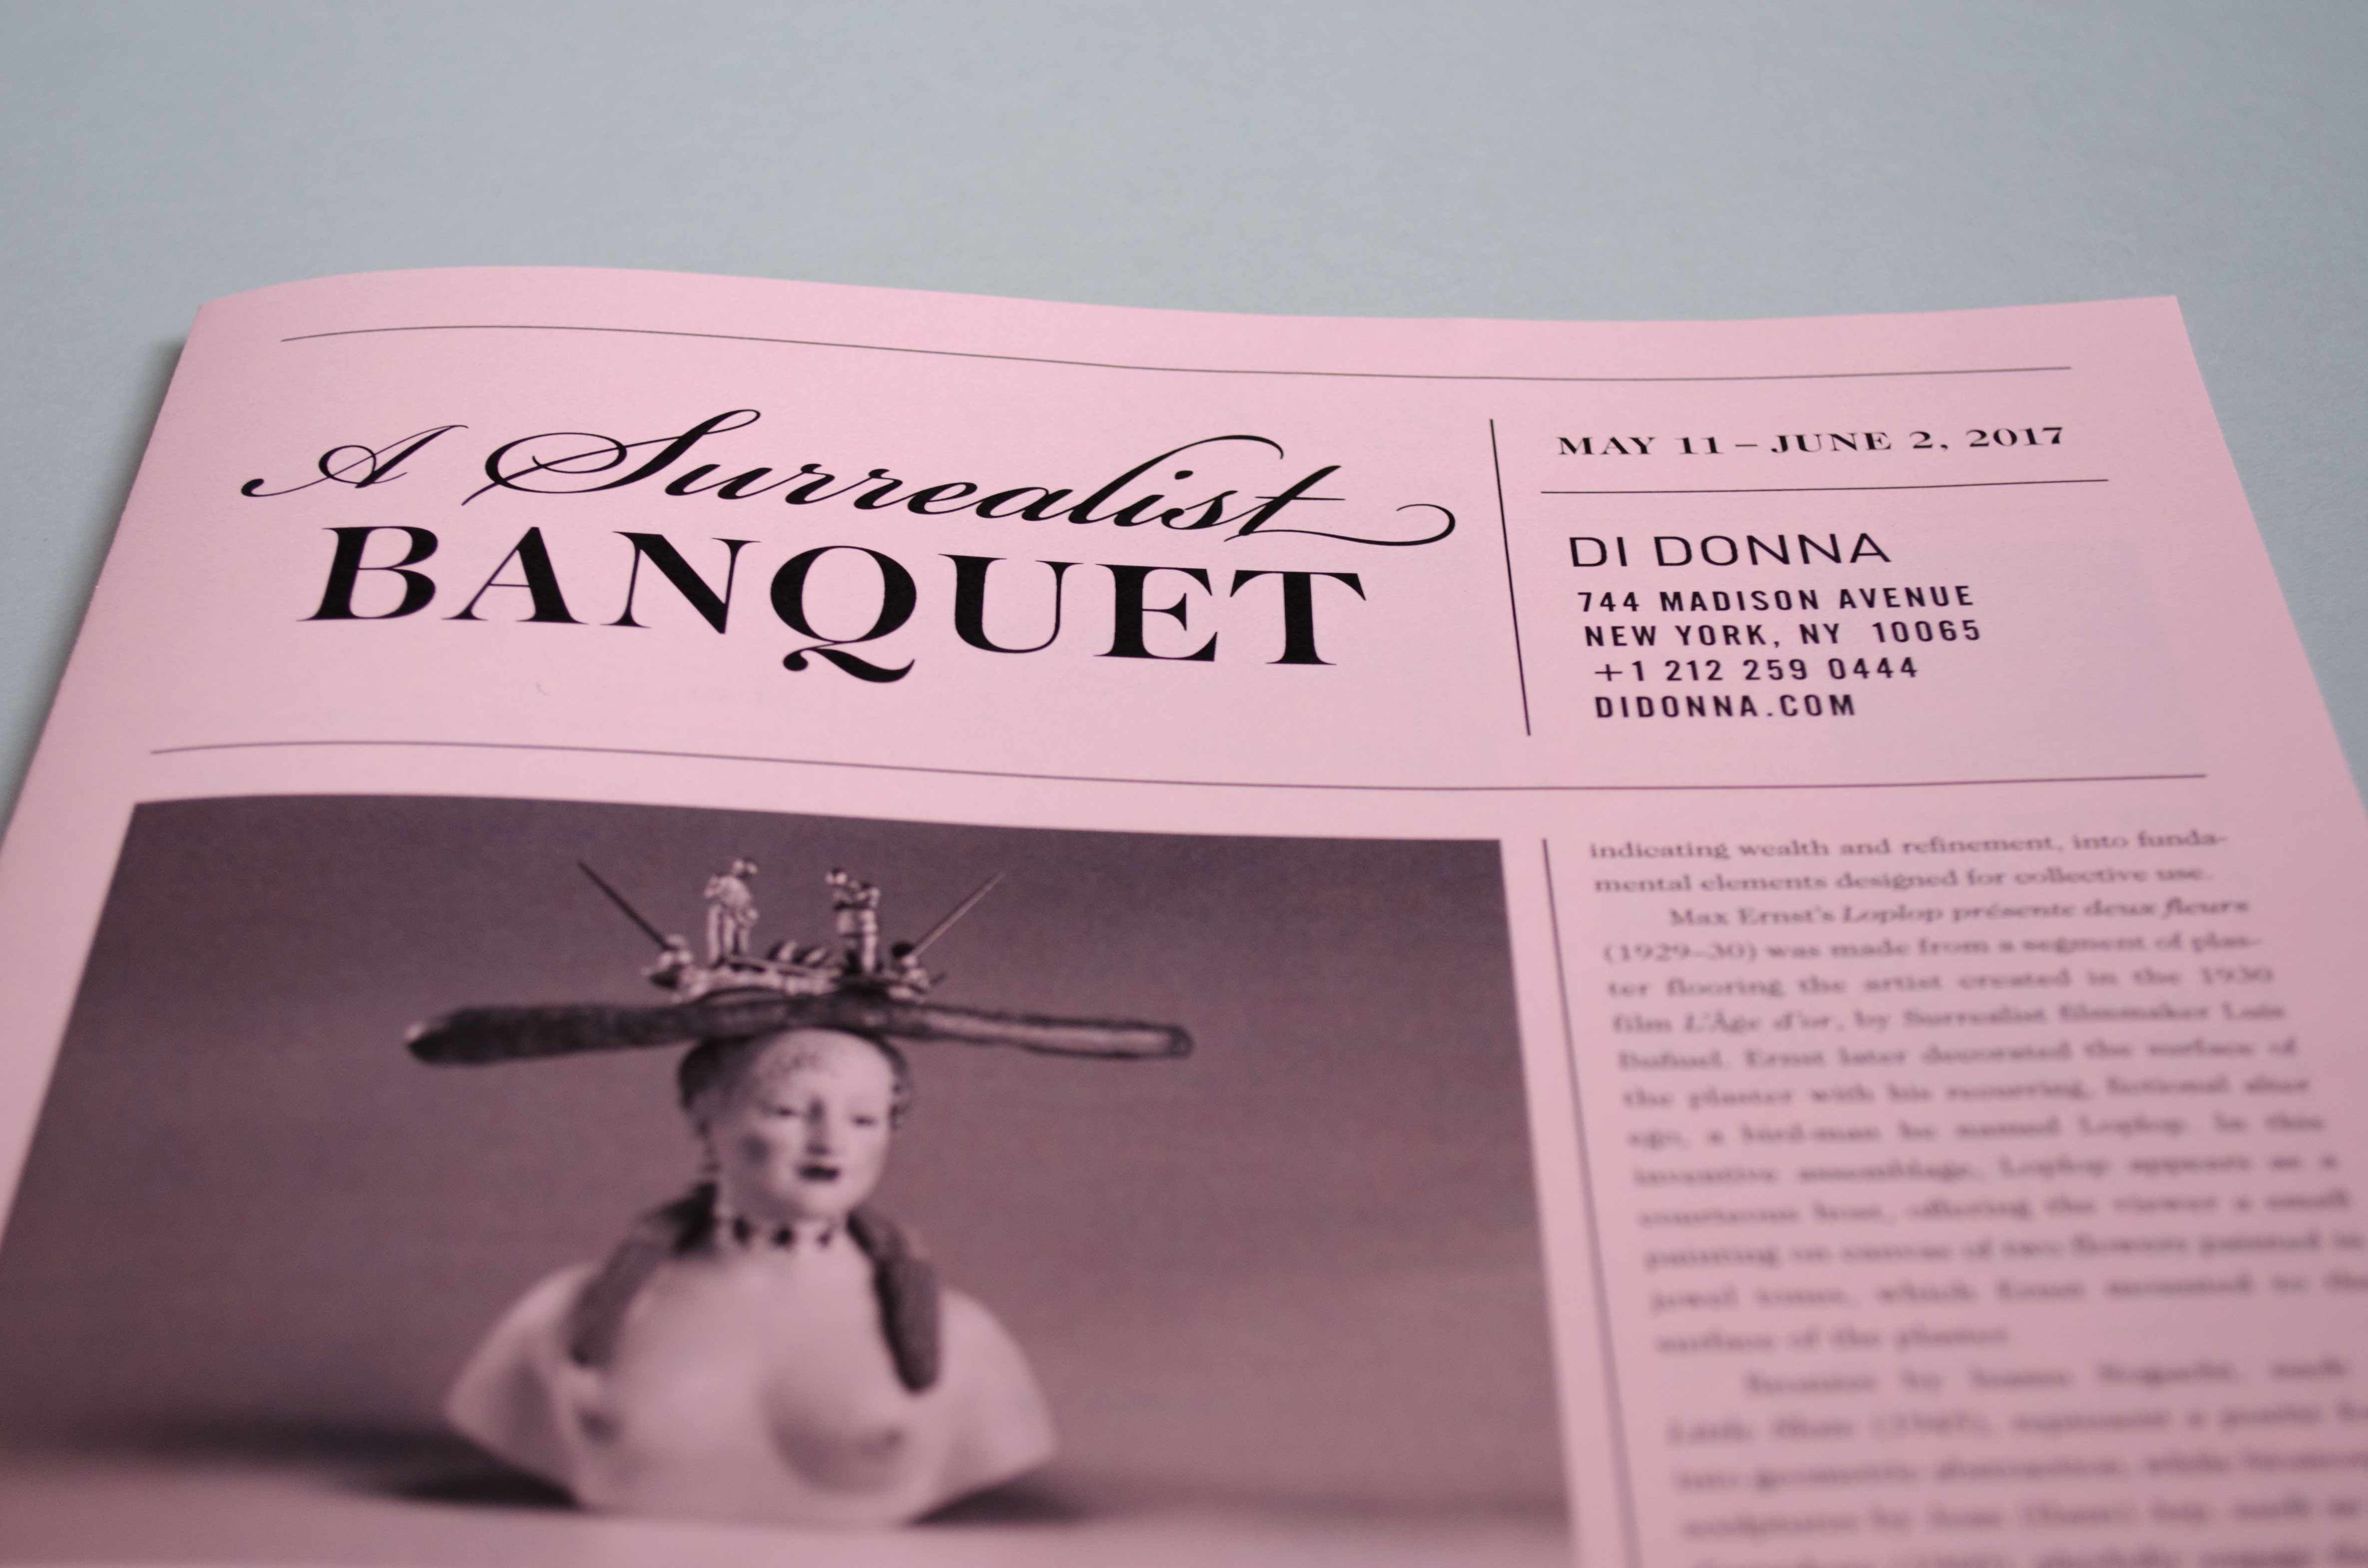 A Surrealist
BANQUET
MAY 11 – JUNE 2, 2017
DI DONNA
744 MADISON AVENUE
NEW YORK, NY 10065
+1 212 259 0444
DIDONNA.COM
indicating wealth and refinement, into funda-
mental elements designed for collective use.
Max Ernst's Loplop présente deux fleurs
(1929–30) was made from a segment of plas-
ter flooring the artist created in the 1930
film L'Âge d'or, by Surrealist filmmaker Luis
Buñuel. Ernst later decorated the surface of
the plaster with his recurring, fictional alter
ego, a bird-man he named Loplop. In this
inventive assemblage, Loplop appears as a
courteous host, offering the viewer a small
painting on canvas of two flowers painted in
jewel tones, which Ernst mounted to the
surface of the plaster.